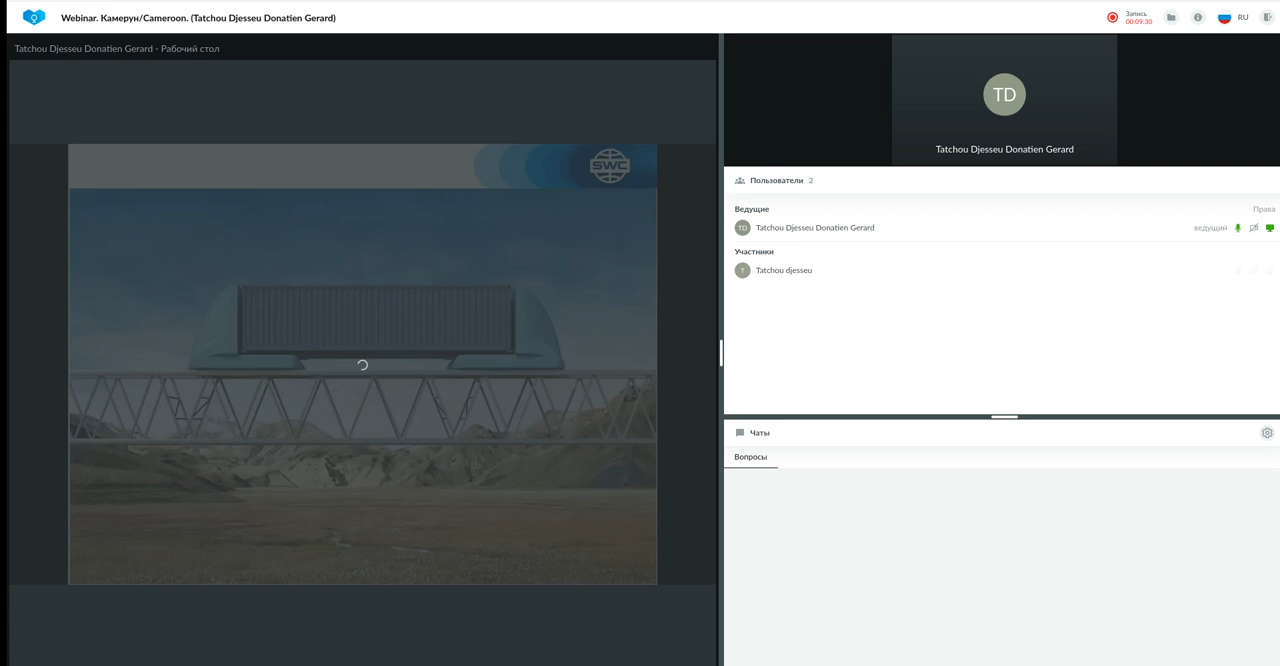 Webinar. Камерун/Cameroon. (Tatchou Djesseu Donatien Gerard)
Запись
00:09:30
RU
Tatchou Djesseu Donatien Gerard - Рабочий стол
SWC
TD
Tatchou Djesseu Donatien Gerard
Пользователи 2
Ведущие Права
TD Tatchou Djesseu Donatien Gerard ведущий
Участники
T Tatchou djesseu
Чаты
Вопросы